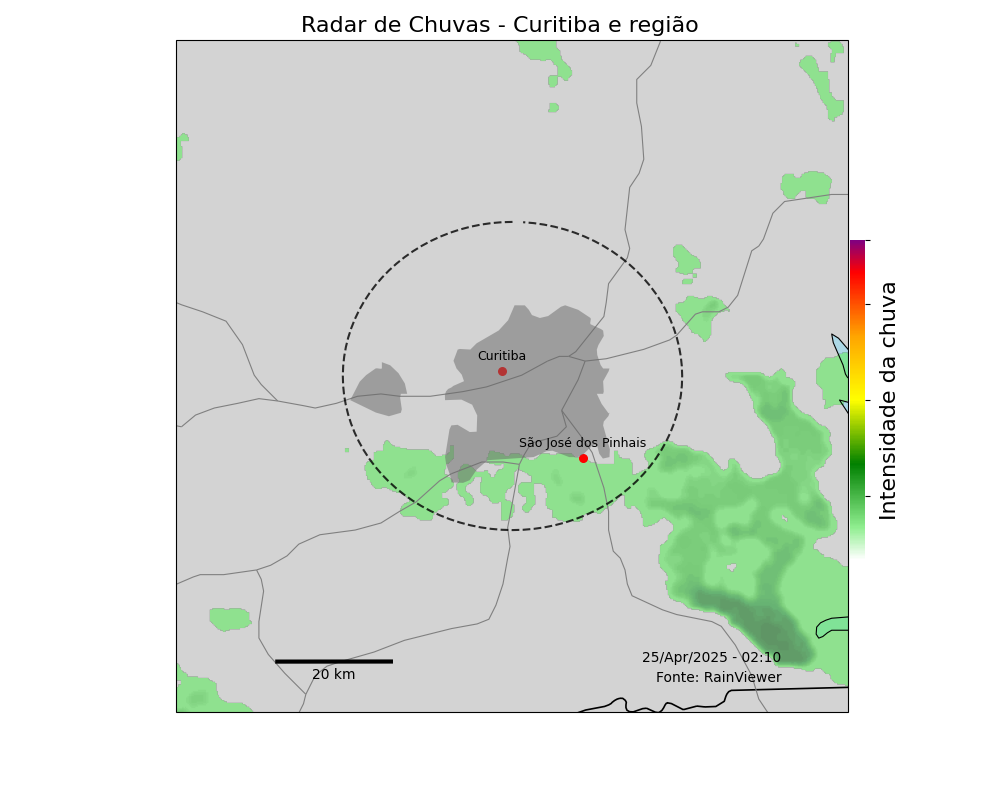 Radar de Chuvas - Curitiba e região
Curitiba
São José dos Pinhais
Intensidade da chuva
25/Apr/2025 - 02:10
20 km
Fonte: RainViewer